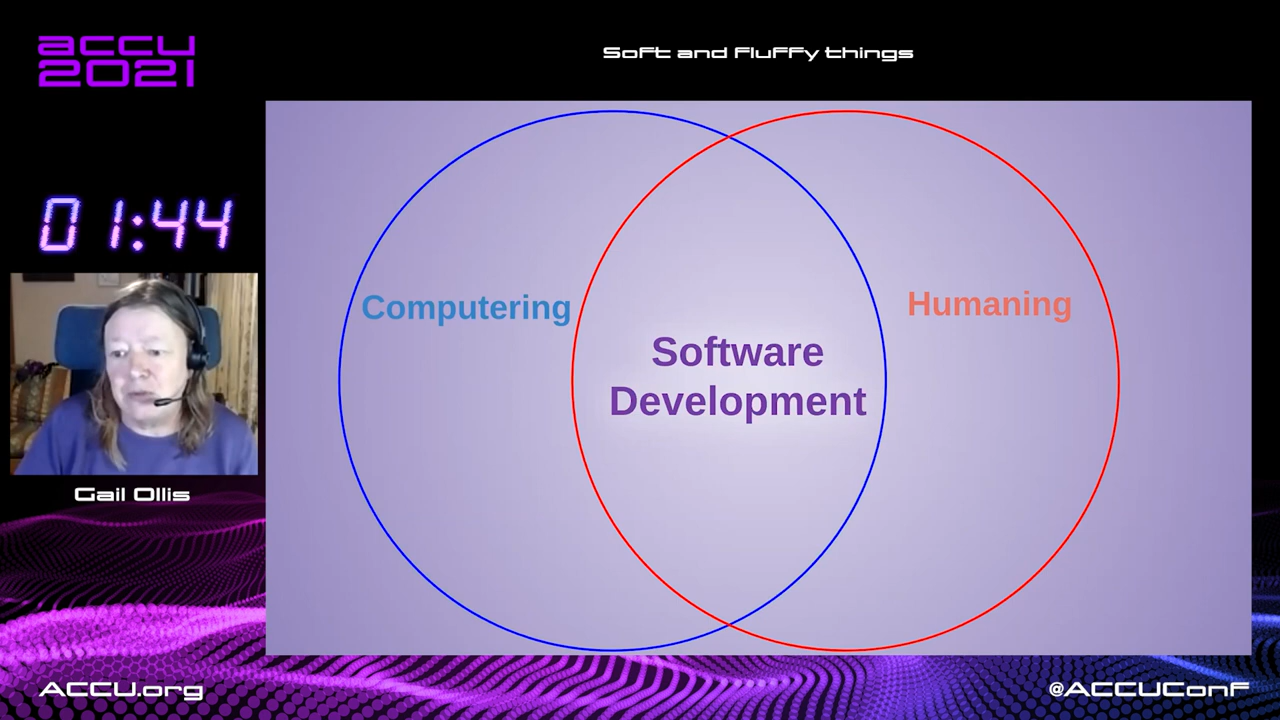 accu
2021
Soft and fluffy things
01:44
Gail Ollis
Computering
Humaning
Software
Development
ACCU.org
@ACCUConf